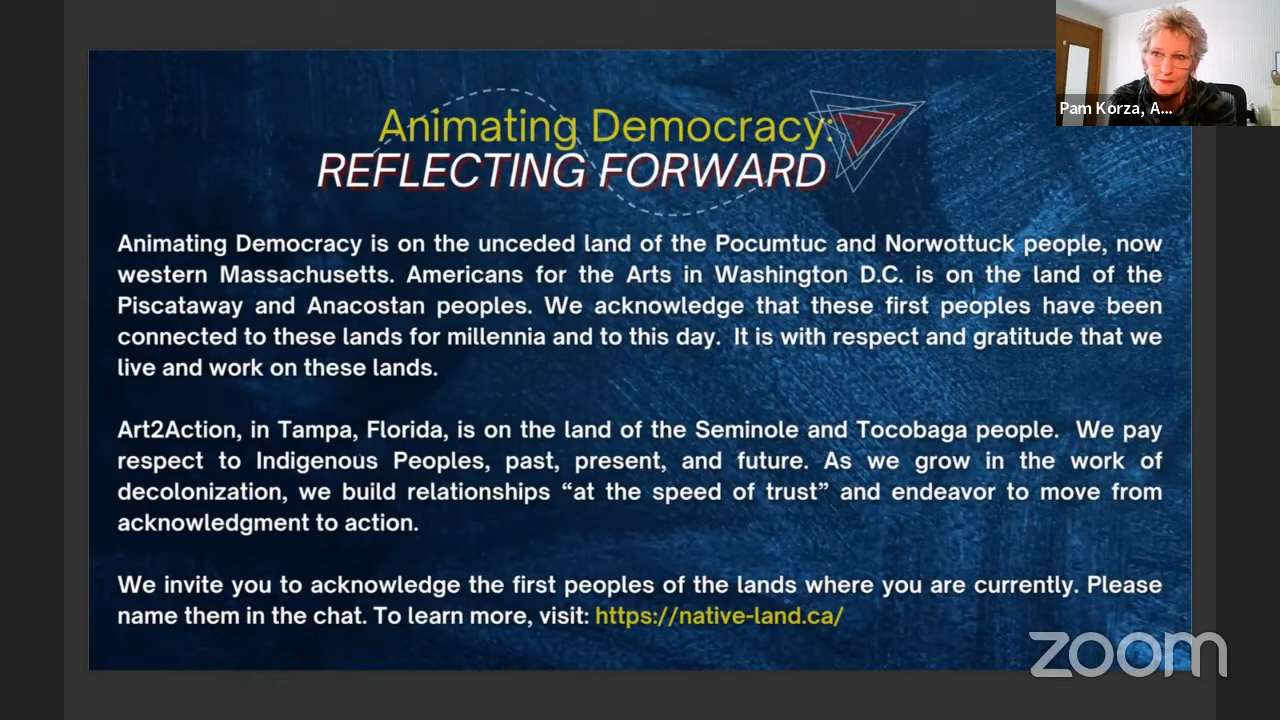 Pam Korza, A...
Animating Democracy:
REFLECTING FORWARD
Animating Democracy is on the unceded land of the Pocumtuc and Norwottuck people, now
western Massachusetts. Americans for the Arts in Washington D.C. is on the land of the
Piscataway and Anacostan peoples. We acknowledge that these first peoples have been
connected to these lands for millennia and to this day. It is with respect and gratitude that we
live and work on these lands.
Art2Action, in Tampa, Florida, is on the land of the Seminole and Tocobaga people. We pay
respect to Indigenous Peoples, past, present, and future. As we grow in the work of
decolonization, we build relationships “at the speed of trust” and endeavor to move from
acknowledgment to action.
We invite you to acknowledge the first peoples of the lands where you are currently. Please
name them in the chat. To learn more, visit: https://native-land.ca/
zoom